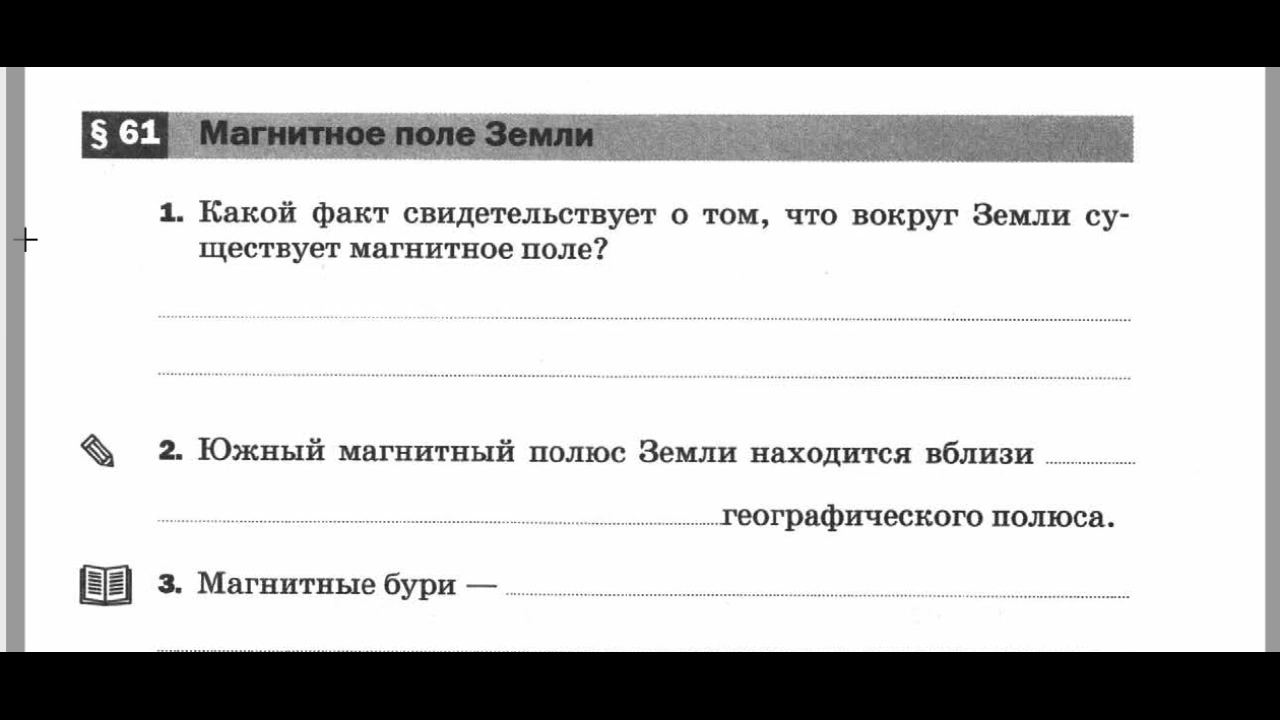 § 61 Магнитное поле Земли
1. Какой факт свидетельствует о том, что вокруг Земли су-
ществует магнитное поле?
2. Южный магнитный полюс Земли находится вблизи
географического полюса.
3. Магнитные бури —